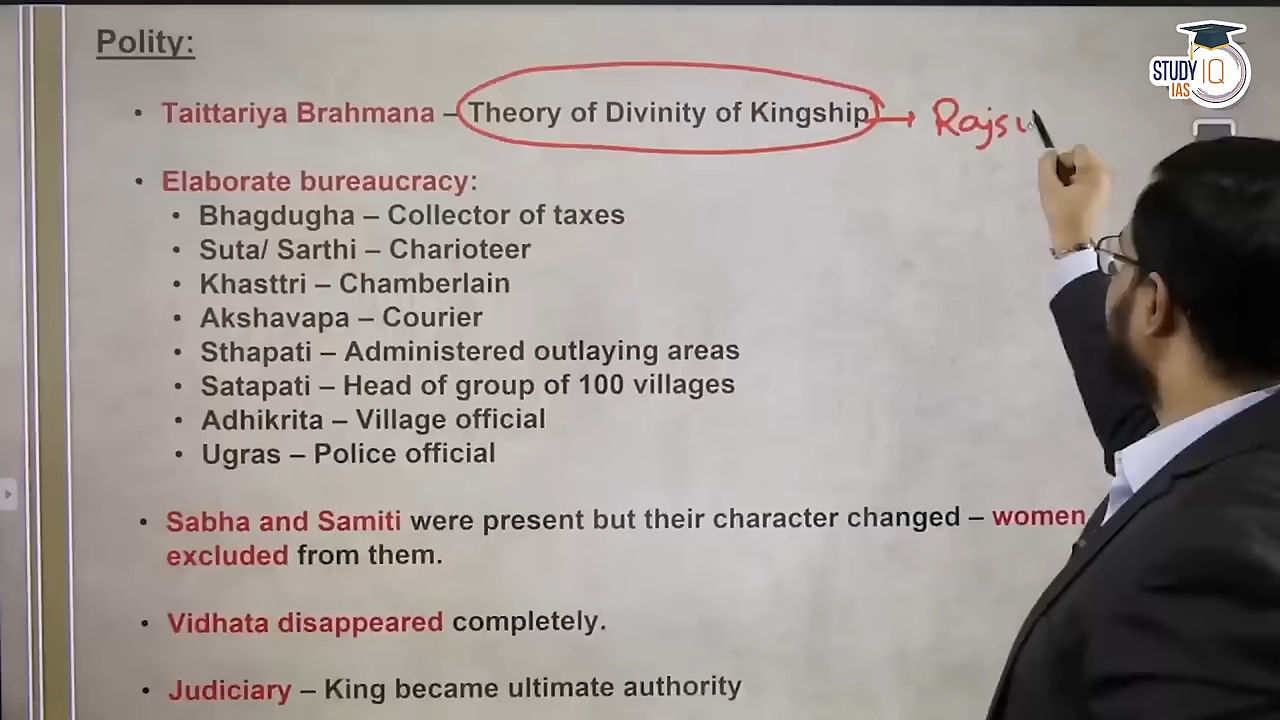 Polity:
STUDY IQ
IAS
• Taittariya Brahmana – Theory of Divinity of Kingship → Rajsu
• Elaborate bureaucracy:
• Bhagdugha – Collector of taxes
• Suta/ Sarthi – Charioteer
• Khasttri – Chamberlain
• Akshavapa – Courier
• Sthapati – Administered outlaying areas
• Satapati – Head of group of 100 villages
• Adhikrita – Village official
• Ugras – Police official
• Sabha and Samiti were present but their character changed – women
excluded from them.
• Vidhata disappeared completely.
• Judiciary – King became ultimate authority